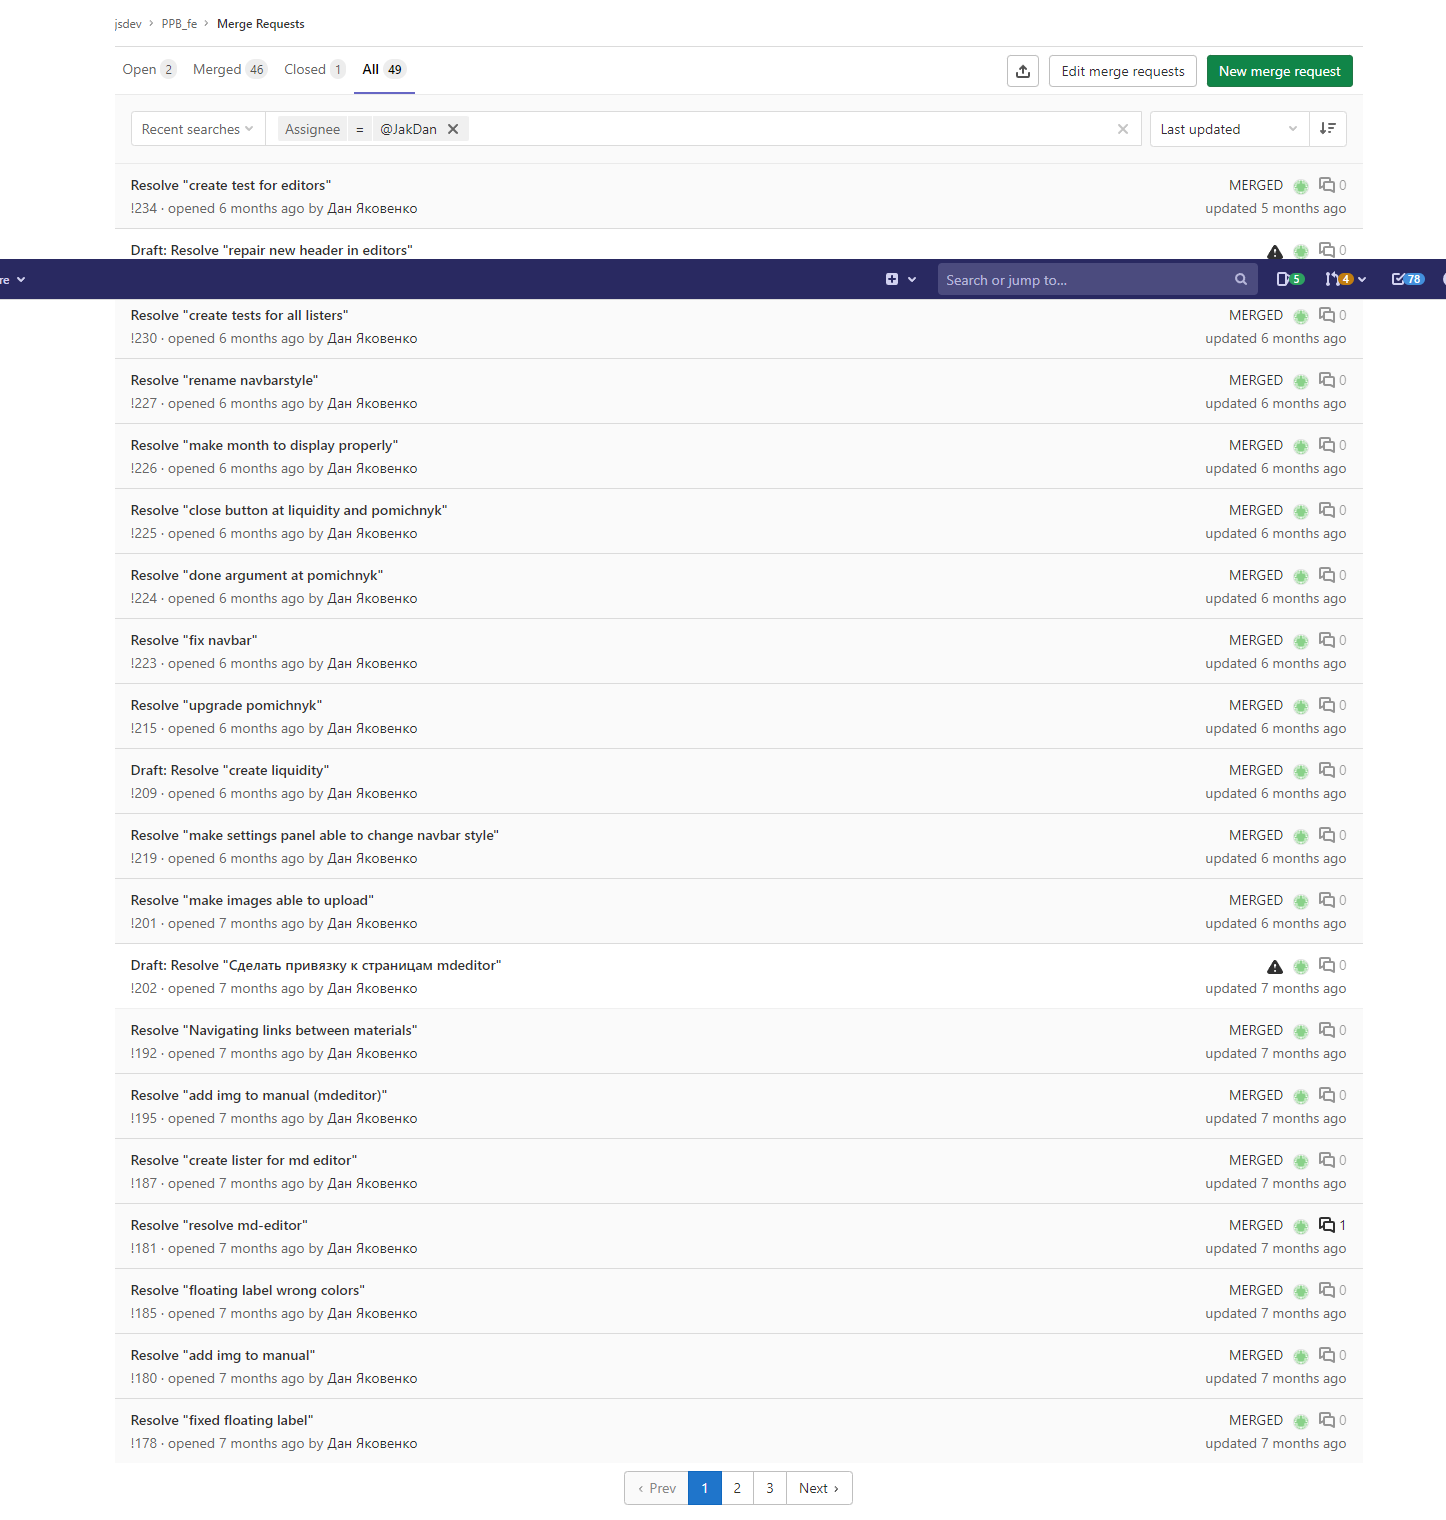 jsdev › PPB_fe › Merge Requests
Open 2 Merged 46 Closed 1 All 49
Edit merge requests New merge request
Recent searches Assignee = @JakDan Last updated
Resolve "create test for editors" MERGED 0
!234 · opened 6 months ago by Дан Яковенко updated 5 months ago
Draft: Resolve "repair new header in editors" 0
re Search or jump to... 5 4 78
Resolve "create tests for all listers" MERGED 0
!230 · opened 6 months ago by Дан Яковенко updated 6 months ago
Resolve "rename navbarstyle" MERGED 0
!227 · opened 6 months ago by Дан Яковенко updated 6 months ago
Resolve "make month to display properly" MERGED 0
!226 · opened 6 months ago by Дан Яковенко updated 6 months ago
Resolve "close button at liquidity and pomichnyk" MERGED 0
!225 · opened 6 months ago by Дан Яковенко updated 6 months ago
Resolve "done argument at pomichnyk" MERGED 0
!224 · opened 6 months ago by Дан Яковенко updated 6 months ago
Resolve "fix navbar" MERGED 0
!223 · opened 6 months ago by Дан Яковенко updated 6 months ago
Resolve "upgrade pomichnyk" MERGED 0
!215 · opened 6 months ago by Дан Яковенко updated 6 months ago
Draft: Resolve "create liquidity" MERGED 0
!209 · opened 6 months ago by Дан Яковенко updated 6 months ago
Resolve "make settings panel able to change navbar style" MERGED 0
!219 · opened 6 months ago by Дан Яковенко updated 6 months ago
Resolve "make images able to upload" MERGED 0
!201 · opened 7 months ago by Дан Яковенко updated 6 months ago
Draft: Resolve "Сделать привязку к страницам mdeditor" 0
!202 · opened 7 months ago by Дан Яковенко updated 7 months ago
Resolve "Navigating links between materials" MERGED 0
!192 · opened 7 months ago by Дан Яковенко updated 7 months ago
Resolve "add img to manual (mdeditor)" MERGED 0
!195 · opened 7 months ago by Дан Яковенко updated 7 months ago
Resolve "create lister for md editor" MERGED 0
!187 · opened 7 months ago by Дан Яковенко updated 7 months ago
Resolve "resolve md-editor" MERGED 1
!181 · opened 7 months ago by Дан Яковенко updated 7 months ago
Resolve "floating label wrong colors" MERGED 0
!185 · opened 7 months ago by Дан Яковенко updated 7 months ago
Resolve "add img to manual" MERGED 0
!180 · opened 7 months ago by Дан Яковенко updated 7 months ago
Resolve "fixed floating label" MERGED 0
!178 · opened 7 months ago by Дан Яковенко updated 7 months ago
‹ Prev 1 2 3 Next ›